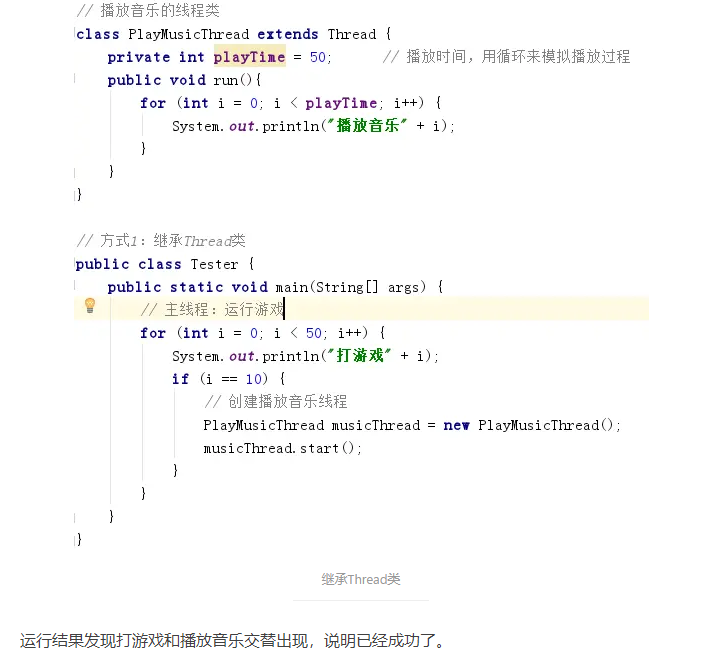 // 播放音乐的线程类
class PlayMusicThread extends Thread {
    private int playTime = 50;      // 播放时间，用循环来模拟播放过程
    public void run(){
        for (int i = 0; i < playTime; i++) {
            System.out.println("播放音乐" + i);
        }
    }
}
// 方式1：继承Thread类
public class Tester {
    public static void main(String[] args) {
        // 主线程：运行游戏
        for (int i = 0; i < 50; i++) {
            System.out.println("打游戏" + i);
            if (i == 10) {
                // 创建播放音乐线程
                PlayMusicThread musicThread = new PlayMusicThread();
                musicThread.start();
            }
        }
    }
}
继承Thread类
运行结果发现打游戏和播放音乐交替出现，说明已经成功了。